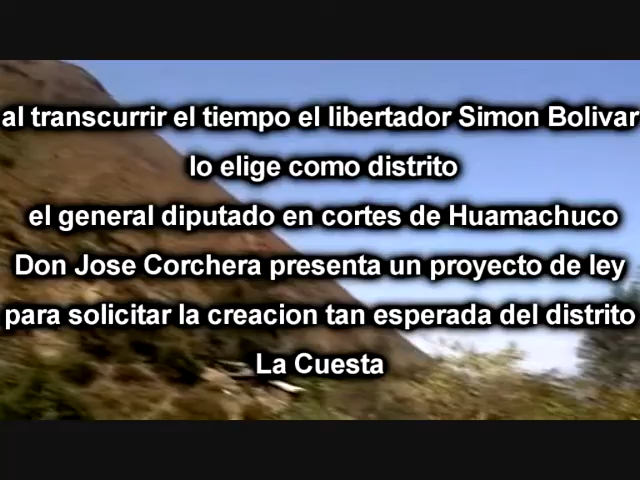 al transcurrir el tiempo el libertador Simon Bolivar
lo elige como distrito
el general diputado en cortes de Huamachuco
Don Jose Corchera presenta un proyecto de ley
para solicitar la creacion tan esperada del distrito
La Cuesta